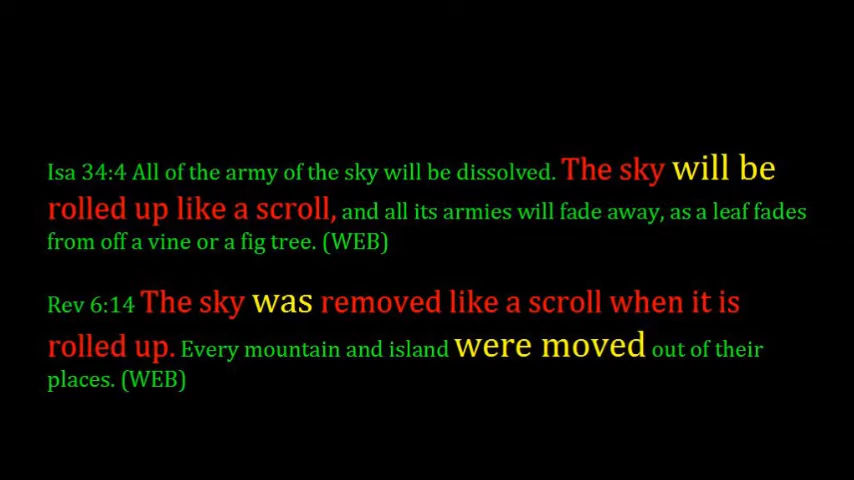 Isa 34:4 All of the army of the sky will be dissolved. The sky will be
rolled up like a scroll, and all its armies will fade away, as a leaf fades
from off a vine or a fig tree. (WEB)
Rev 6:14 The sky was removed like a scroll when it is
rolled up. Every mountain and island were moved out of their
places. (WEB)